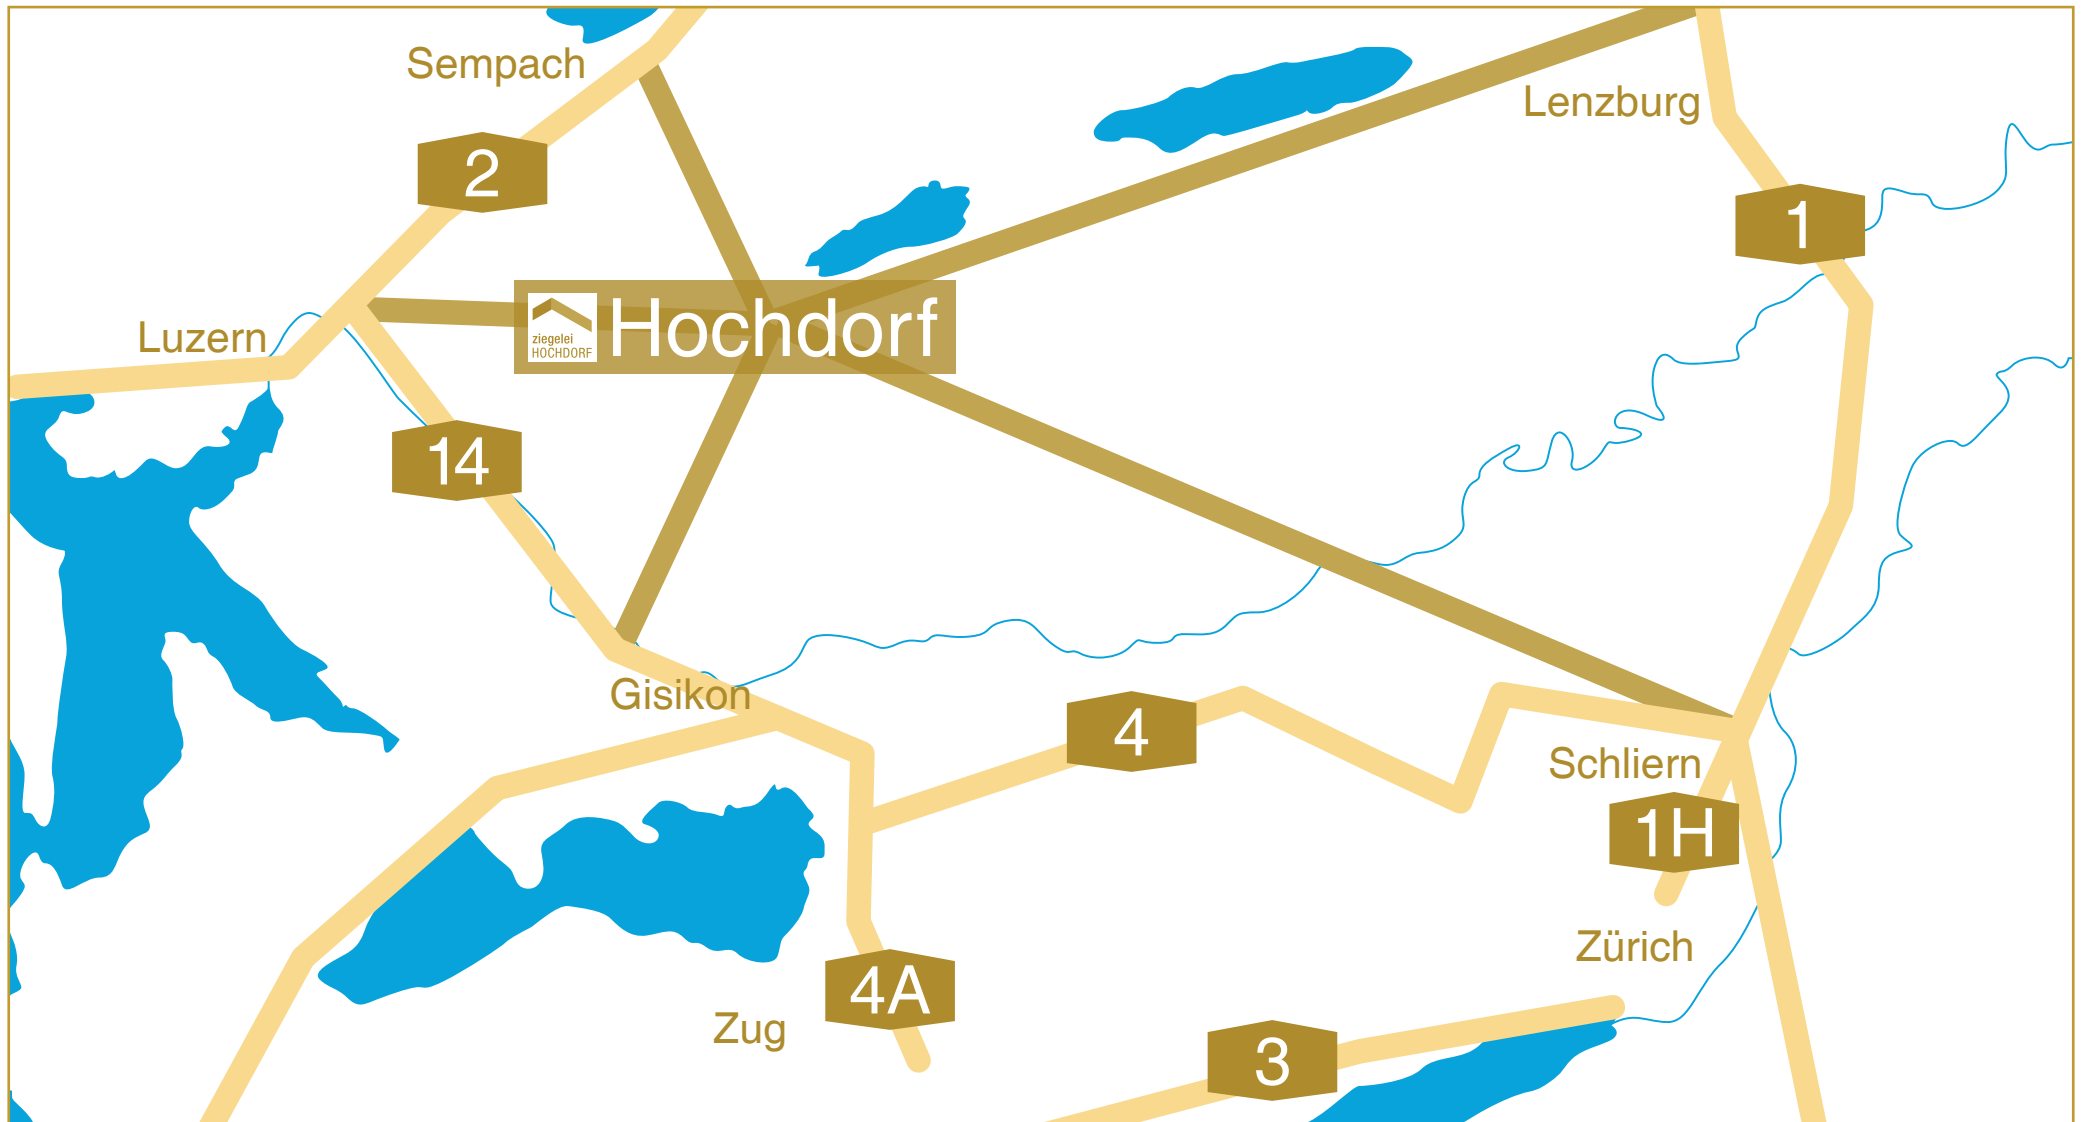 Sempach
Lenzburg
2
1
Luzern
ziegelei
HOCHDORF
Hochdorf
14
Gisikon
4
Schliern
1H
Zürich
4A
Zug
3